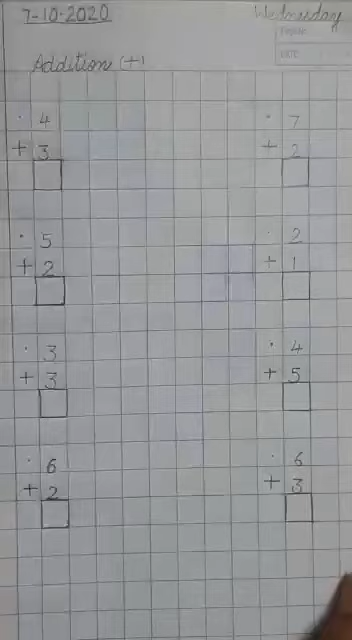 7-10-2020 Wednesday
DATE
Addition (+)
· 4 · 7
+ 3 + 2
· 5 · 2
+ 2 + 1
· 3 · 4
+ 3 + 5
· 6 · 6
+ 2 + 3